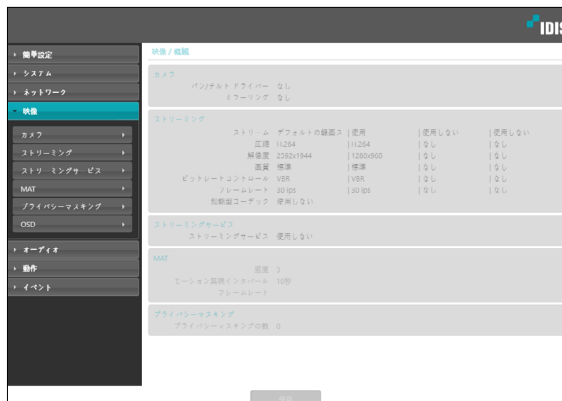 IDIS
簡単設定
システム
ネットワーク
映像
カメラ
ストリーミング
ストリーミングサービス
MAT
プライバシーマスキング
OSD
オーディオ
動作
イベント
映像 / 概観
カメラ
パン/チルト ドライバー なし
ミラーリング なし
ストリーミング
ストリーム デフォルトの録画ス | 使用 | 使用しない | 使用しない
圧縮 H.264 | H.264 | なし | なし
解像度 2592x1944 | 1280x960 | なし | なし
画質 標準 | 標準 | なし | なし
ビットレートコントロール VBR | VBR | なし | なし
フレームレート 30 ips | 30 ips | なし | なし
知能型コーデック 使用しない
ストリーミングサービス
ストリーミングサービス 使用しない
MAT
感度 3
モーション無視インターバル 10秒
フレームレート
プライバシーマスキング
プライバシーマスキングの数 0